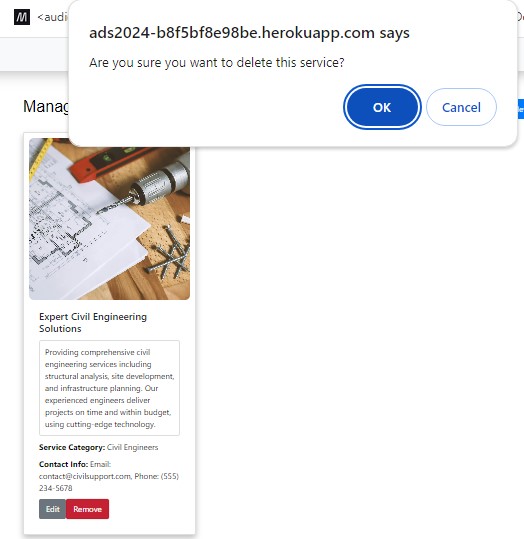 M <audi
ads2024-b8f5bf8e98be.herokuapp.com says
Are you sure you want to delete this service?
OK Cancel
Manag
Expert Civil Engineering
Solutions
Providing comprehensive civil
engineering services including
structural analysis, site development,
and infrastructure planning. Our
experienced engineers deliver
projects on time and within budget,
using cutting-edge technology.
Service Category: Civil Engineers
Contact Info: Email:
contact@civilsupport.com, Phone: (555)
234-5678
Edit Remove